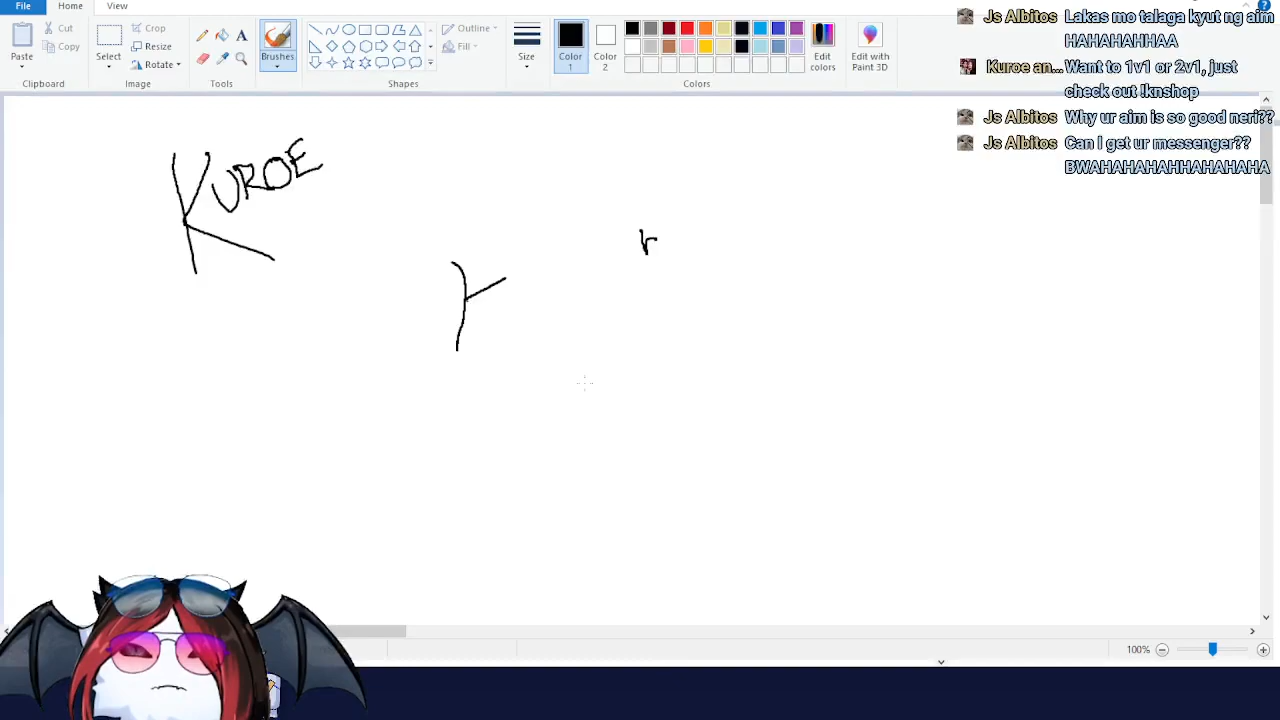 File
Home
View
Paste
Cut
Copy
Clipboard
Select
Crop
Resize
Rotate
Image
Tools
Brushes
Shapes
Outline
Fill
Size
Color
1
Color
2
Colors
Edit
colors
Edit with
Paint 3D
Js Albitos Lakas mo talaga kyut ng aim
HAHAHAHHAA
Kuroe an... Want to 1v1 or 2v1, just
check out !knshop
Js Albitos Why ur aim is so good neri??
Js Albitos Can I get ur messenger??
BWAHAHAHAHHAHAHAHA
KUROE
r
100%